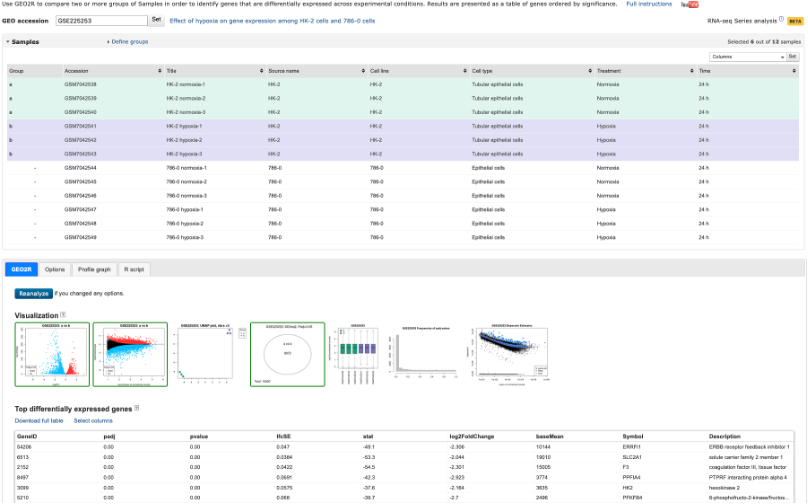 Use GEO2R to compare two or more groups of Samples in order to identify genes that are differentially expressed across experimental conditions. Results are presented as a table of genes ordered by significance. Full instructions YouTube
GEO accession GSE225253 Set Effect of hypoxia on gene expression among HK-2 cells and 786-0 cells RNA-seq Series analysis BETA
Samples + Define groups Selected 6 out of 12 samples
Columns Set
Group Accession Title Source name Cell line Cell type Treatment Time
a GSM7042538 HK-2 normoxia-1 HK-2 HK-2 Tubular epithelial cells Normoxia 24 h
a GSM7042539 HK-2 normoxia-2 HK-2 HK-2 Tubular epithelial cells Normoxia 24 h
a GSM7042540 HK-2 normoxia-3 HK-2 HK-2 Tubular epithelial cells Normoxia 24 h
b GSM7042541 HK-2 hypoxia-1 HK-2 HK-2 Tubular epithelial cells Hypoxia 24 h
b GSM7042542 HK-2 hypoxia-2 HK-2 HK-2 Tubular epithelial cells Hypoxia 24 h
b GSM7042543 HK-2 hypoxia-3 HK-2 HK-2 Tubular epithelial cells Hypoxia 24 h
- GSM7042544 786-0 normoxia-1 786-0 786-0 Epithelial cells Normoxia 24 h
- GSM7042545 786-0 normoxia-2 786-0 786-0 Epithelial cells Normoxia 24 h
- GSM7042546 786-0 normoxia-3 786-0 786-0 Epithelial cells Normoxia 24 h
- GSM7042547 786-0 hypoxia-1 786-0 786-0 Epithelial cells Hypoxia 24 h
- GSM7042548 786-0 hypoxia-2 786-0 786-0 Epithelial cells Hypoxia 24 h
- GSM7042549 786-0 hypoxia-3 786-0 786-0 Epithelial cells Hypoxia 24 h
GEO2R Options Profile graph R script
Reanalyze if you changed any options.
Visualization
Top differentially expressed genes
Download full table Select columns
GeneID padj pvalue lfcSE stat log2FoldChange baseMean Symbol Description
54206 0.00 0.00 0.047 -49.1 -2.306 10144 ERRFI1 ERBB receptor feedback inhibitor 1
6513 0.00 0.00 0.0384 -53.3 -2.044 19010 SLC2A1 solute carrier family 2 member 1
2152 0.00 0.00 0.0422 -54.5 -2.301 15005 F3 coagulation factor III, tissue factor
8497 0.00 0.00 0.0691 -42.3 -2.923 3774 PPFIA4 PTPRF interacting protein alpha 4
3099 0.00 0.00 0.0575 -37.6 -2.164 3635 HK2 hexokinase 2
5210 0.00 0.00 0.068 -39.7 -2.7 2496 PFKFB4 6-phosphofructo-2-kinase/fructos...